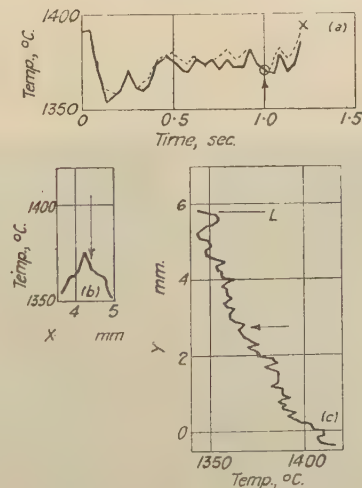 1400
1350
Temp., °C.
(a)
X
0 0·5 1·0 1·5
Time, sec.
1400
1350
Temp., °C.
(b)
4 5
X mm
6
4
2
0
Y mm.
L
(c)
1350 1400
Temp., °C.